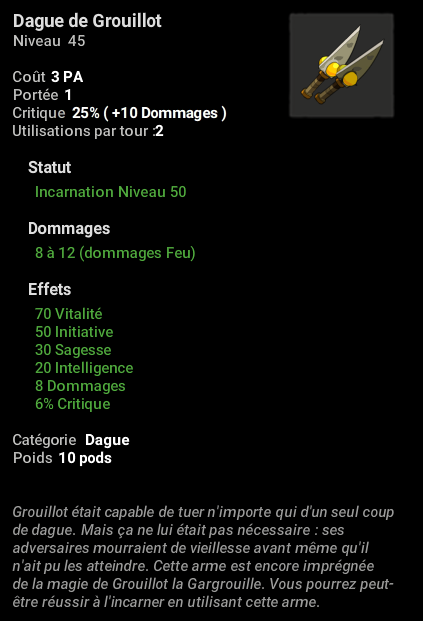 Dague de Grouillot
Niveau 45
Coût 3 PA
Portée 1
Critique 25% ( +10 Dommages )
Utilisations par tour :2
Statut
Incarnation Niveau 50
Dommages
8 à 12 (dommages Feu)
Effets
70 Vitalité
50 Initiative
30 Sagesse
20 Intelligence
8 Dommages
6% Critique
Catégorie Dague
Poids 10 pods
Grouillot était capable de tuer n'importe qui d'un seul coup
de dague. Mais ça ne lui était pas nécessaire : ses
adversaires mourraient de vieillesse avant même qu'il
n'ait pu les atteindre. Cette arme est encore imprégnée
de la magie de Grouillot la Gargrouille. Vous pourrez peut-
être réussir à l'incarner en utilisant cette arme.